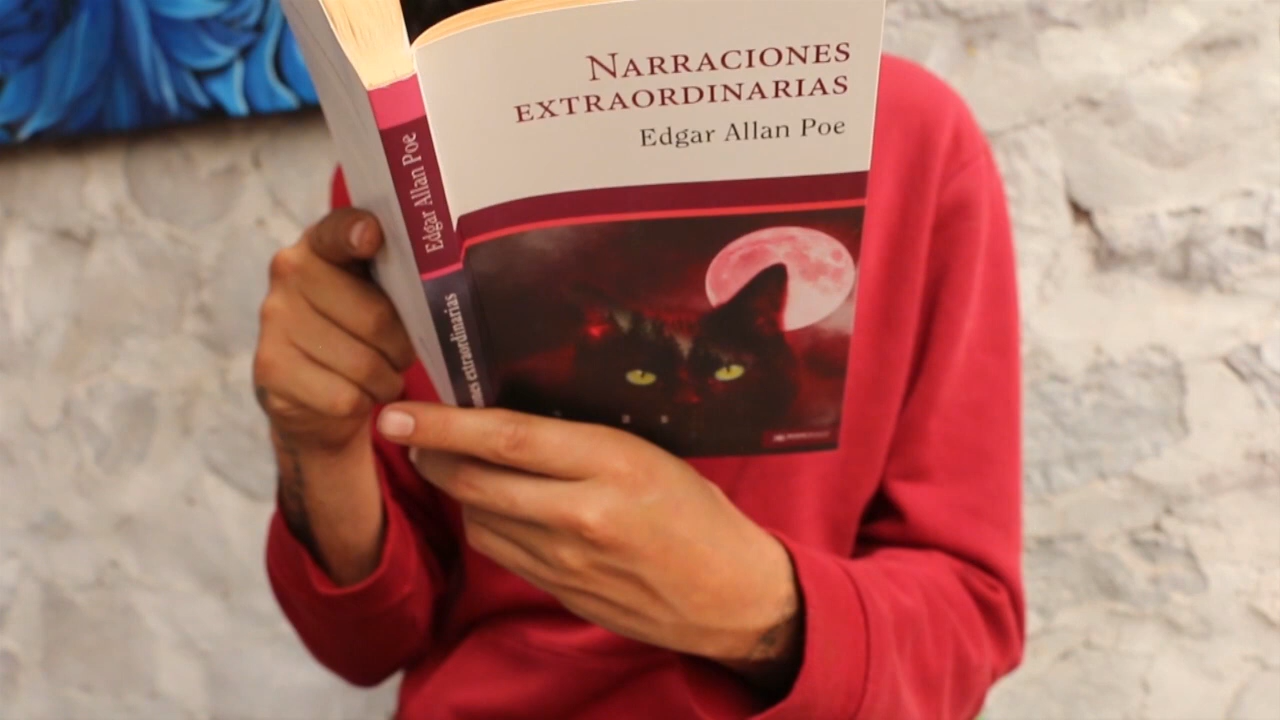 NARRACIONES
EXTRAORDINARIAS
Edgar Allan Poe
Edgar Allan Poe
extraordinarias